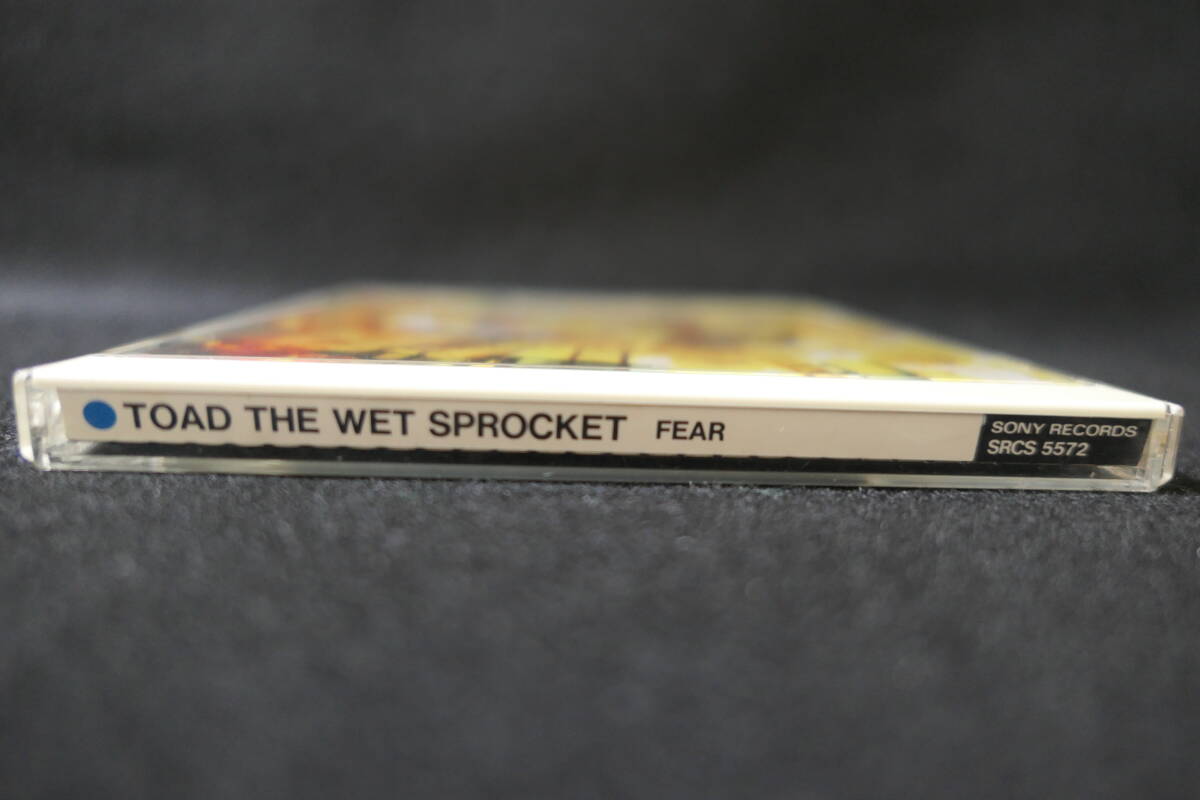 TOAD THE WET SPROCKET FEAR
SONY RECORDS
SRCS 5572